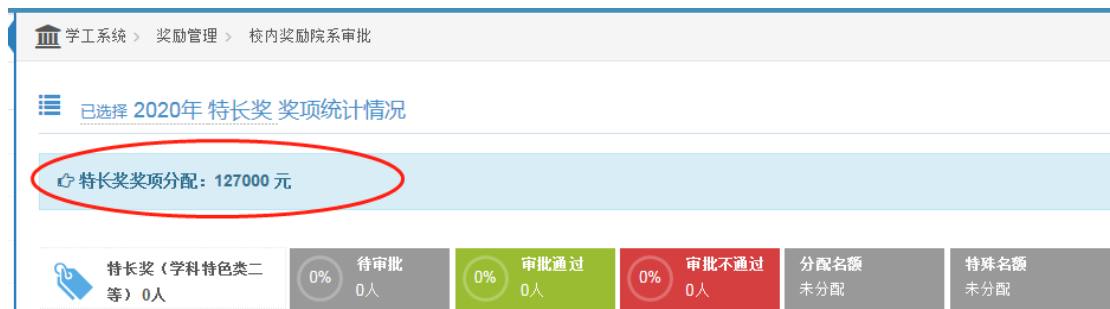 学工系统 > 奖励管理 > 校内奖励院系审批
已选择 2020年 特长奖 奖项统计情况
特长奖奖项分配：127000 元
特长奖（学科特色类二
等）0人
0%
待审批
0人
0%
审批通过
0人
0%
审批不通过
0人
分配名额
未分配
特殊名额
未分配